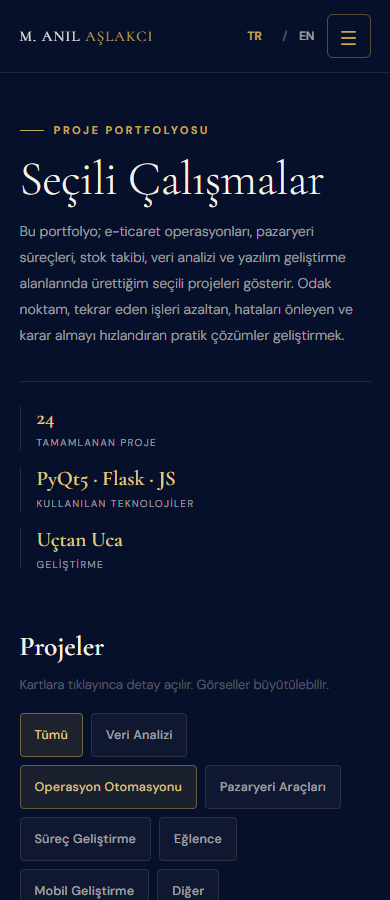 M. ANIL AŞLAKCI
TR / EN
PROJE PORTFOLYOSU
Seçili Çalışmalar
Bu portfolyo; e-ticaret operasyonları, pazaryeri
süreçleri, stok takibi, veri analizi ve yazılım geliştirme
alanlarında ürettiğim seçili projeleri gösterir. Odak
noktam, tekrar eden işleri azaltan, hataları önleyen ve
karar almayı hızlandıran pratik çözümler geliştirmek.
24
TAMAMLANAN PROJE
PyQt5 · Flask · JS
KULLANILAN TEKNOLOJİLER
Uçtan Uca
GELİŞTİRME
Projeler
Kartlara tıklayınca detay açılır. Görseller büyütülebilir.
Tümü Veri Analizi
Operasyon Otomasyonu Pazaryeri Araçları
Süreç Geliştirme Eğlence
Mobil Geliştirme Diğer